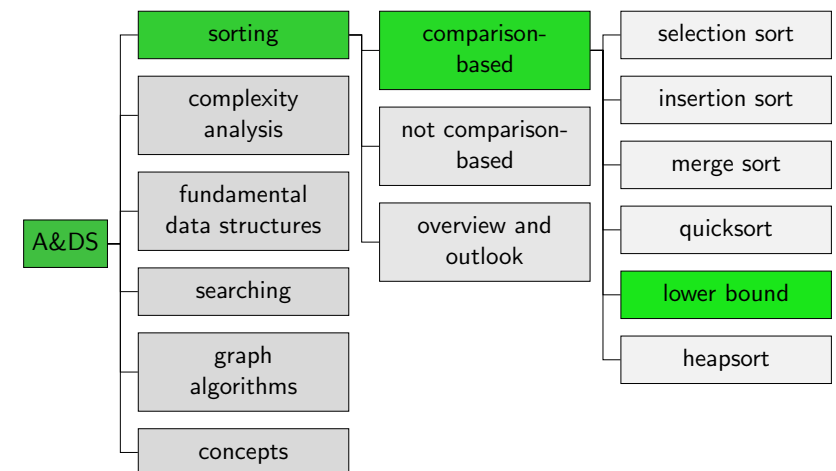 A&DS
sorting
complexity
analysis
fundamental
data structures
searching
graph
algorithms
concepts
comparison-
based
not comparison-
based
overview and
outlook
selection sort
insertion sort
merge sort
quicksort
lower bound
heapsort